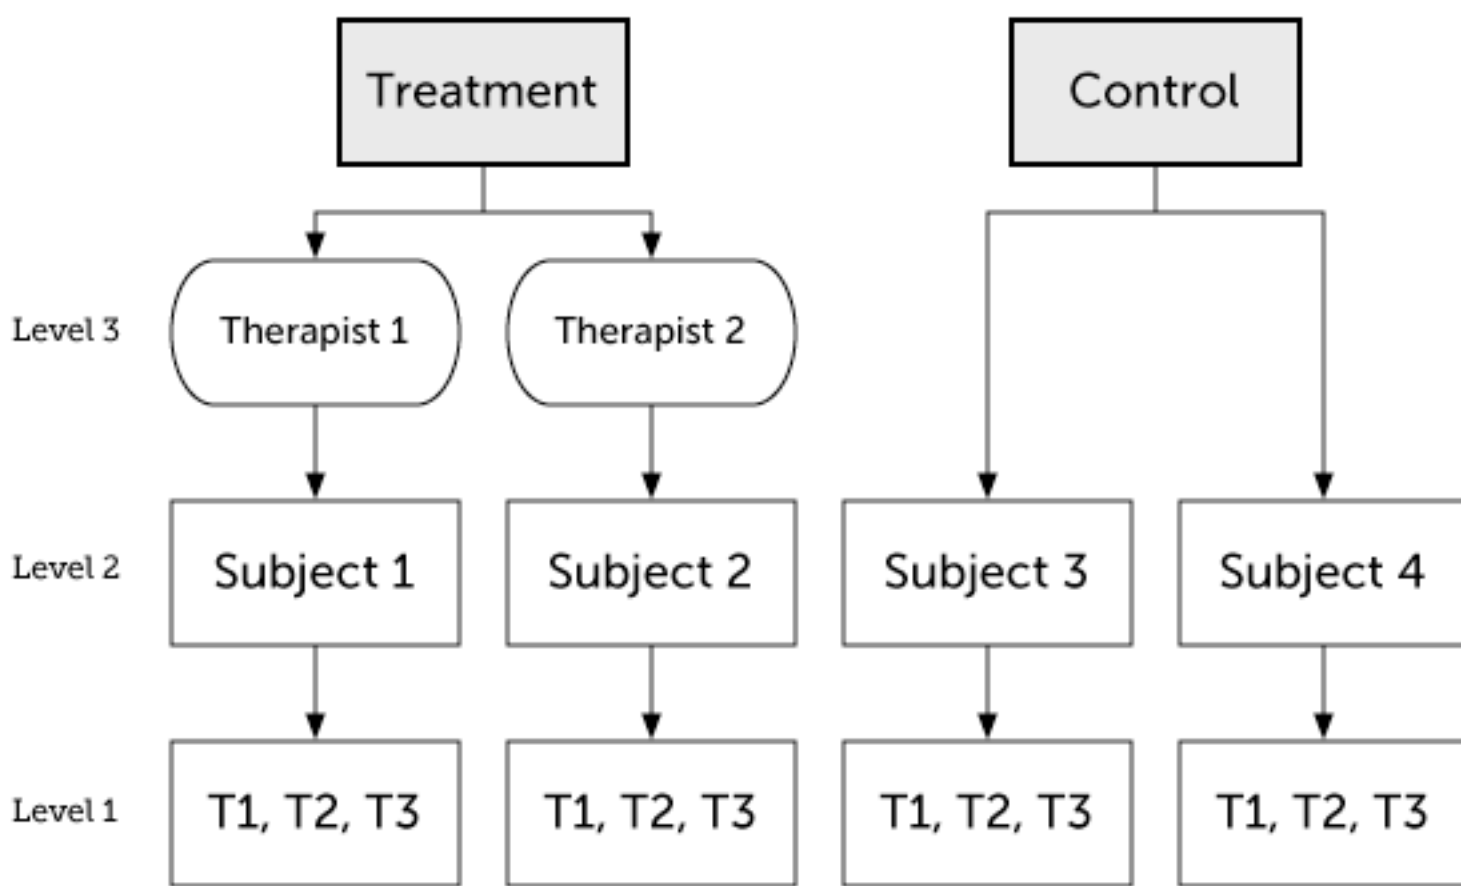 Treatment
Control
Level 3
Therapist 1
Therapist 2
Level 2
Subject 1
Subject 2
Subject 3
Subject 4
Level 1
T1, T2, T3
T1, T2, T3
T1, T2, T3
T1, T2, T3